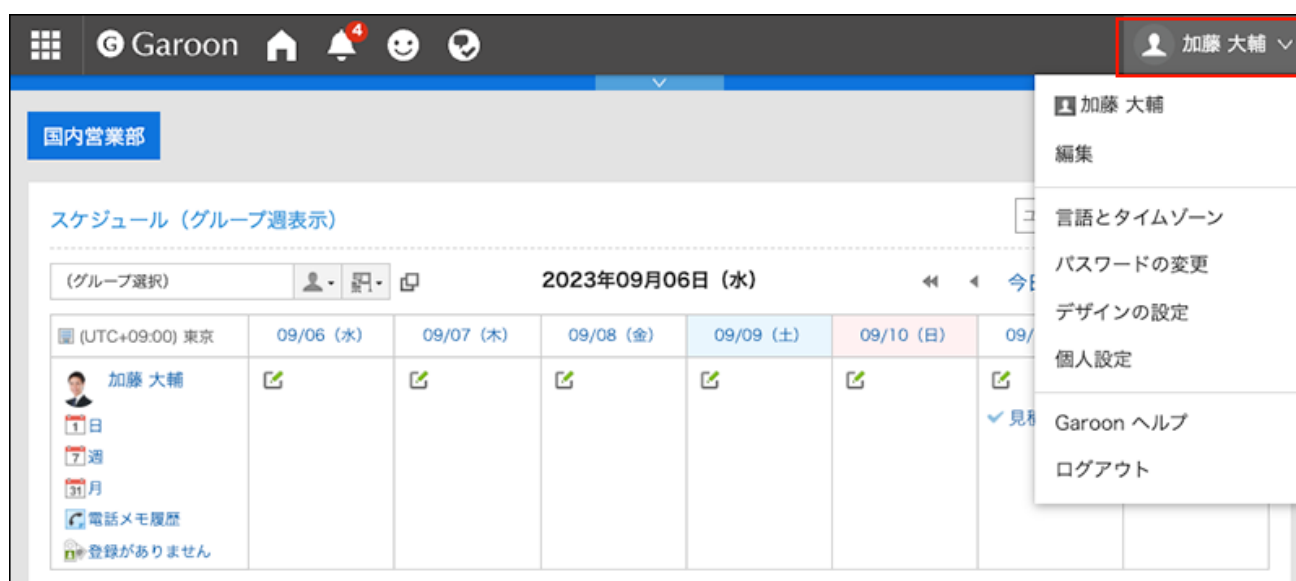 Garoon 4 加藤 大輔
加藤 大輔
編集
言語とタイムゾーン
パスワードの変更
デザインの設定
個人設定
Garoon ヘルプ
ログアウト
国内営業部
スケジュール（グループ週表示）
(グループ選択) 2023年09月06日（水） 今日
(UTC+09:00) 東京 09/06（水） 09/07（木） 09/08（金） 09/09（土） 09/10（日） 09/
加藤 大輔
1 日
7 週
31 月
電話メモ履歴
登録がありません
見積